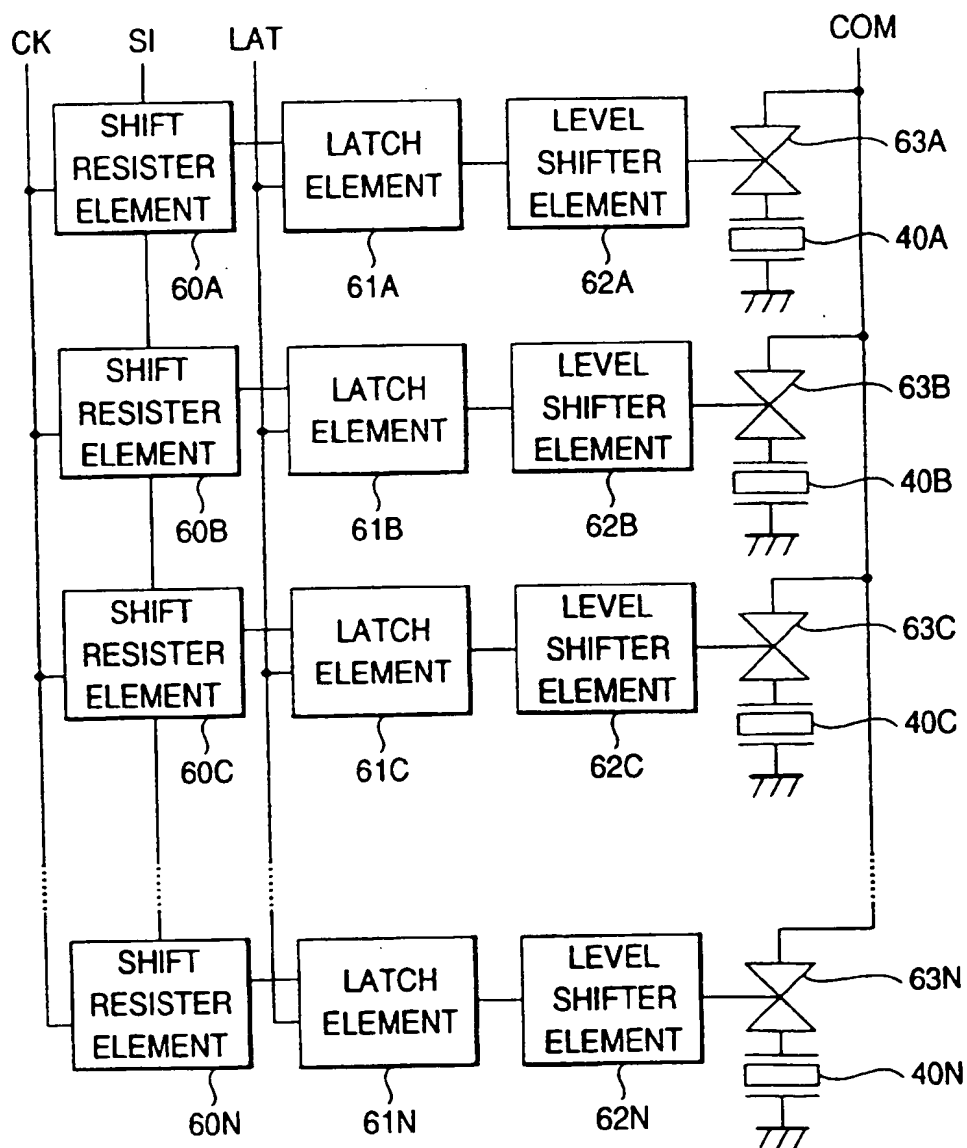 CK SI LAT COM
SHIFT
RESISTER
ELEMENT
LATCH
ELEMENT
LEVEL
SHIFTER
ELEMENT
63A
40A
60A 61A 62A
SHIFT
RESISTER
ELEMENT
LATCH
ELEMENT
LEVEL
SHIFTER
ELEMENT
63B
40B
60B 61B 62B
SHIFT
RESISTER
ELEMENT
LATCH
ELEMENT
LEVEL
SHIFTER
ELEMENT
63C
40C
60C 61C 62C
SHIFT
RESISTER
ELEMENT
LATCH
ELEMENT
LEVEL
SHIFTER
ELEMENT
63N
40N
60N 61N 62N